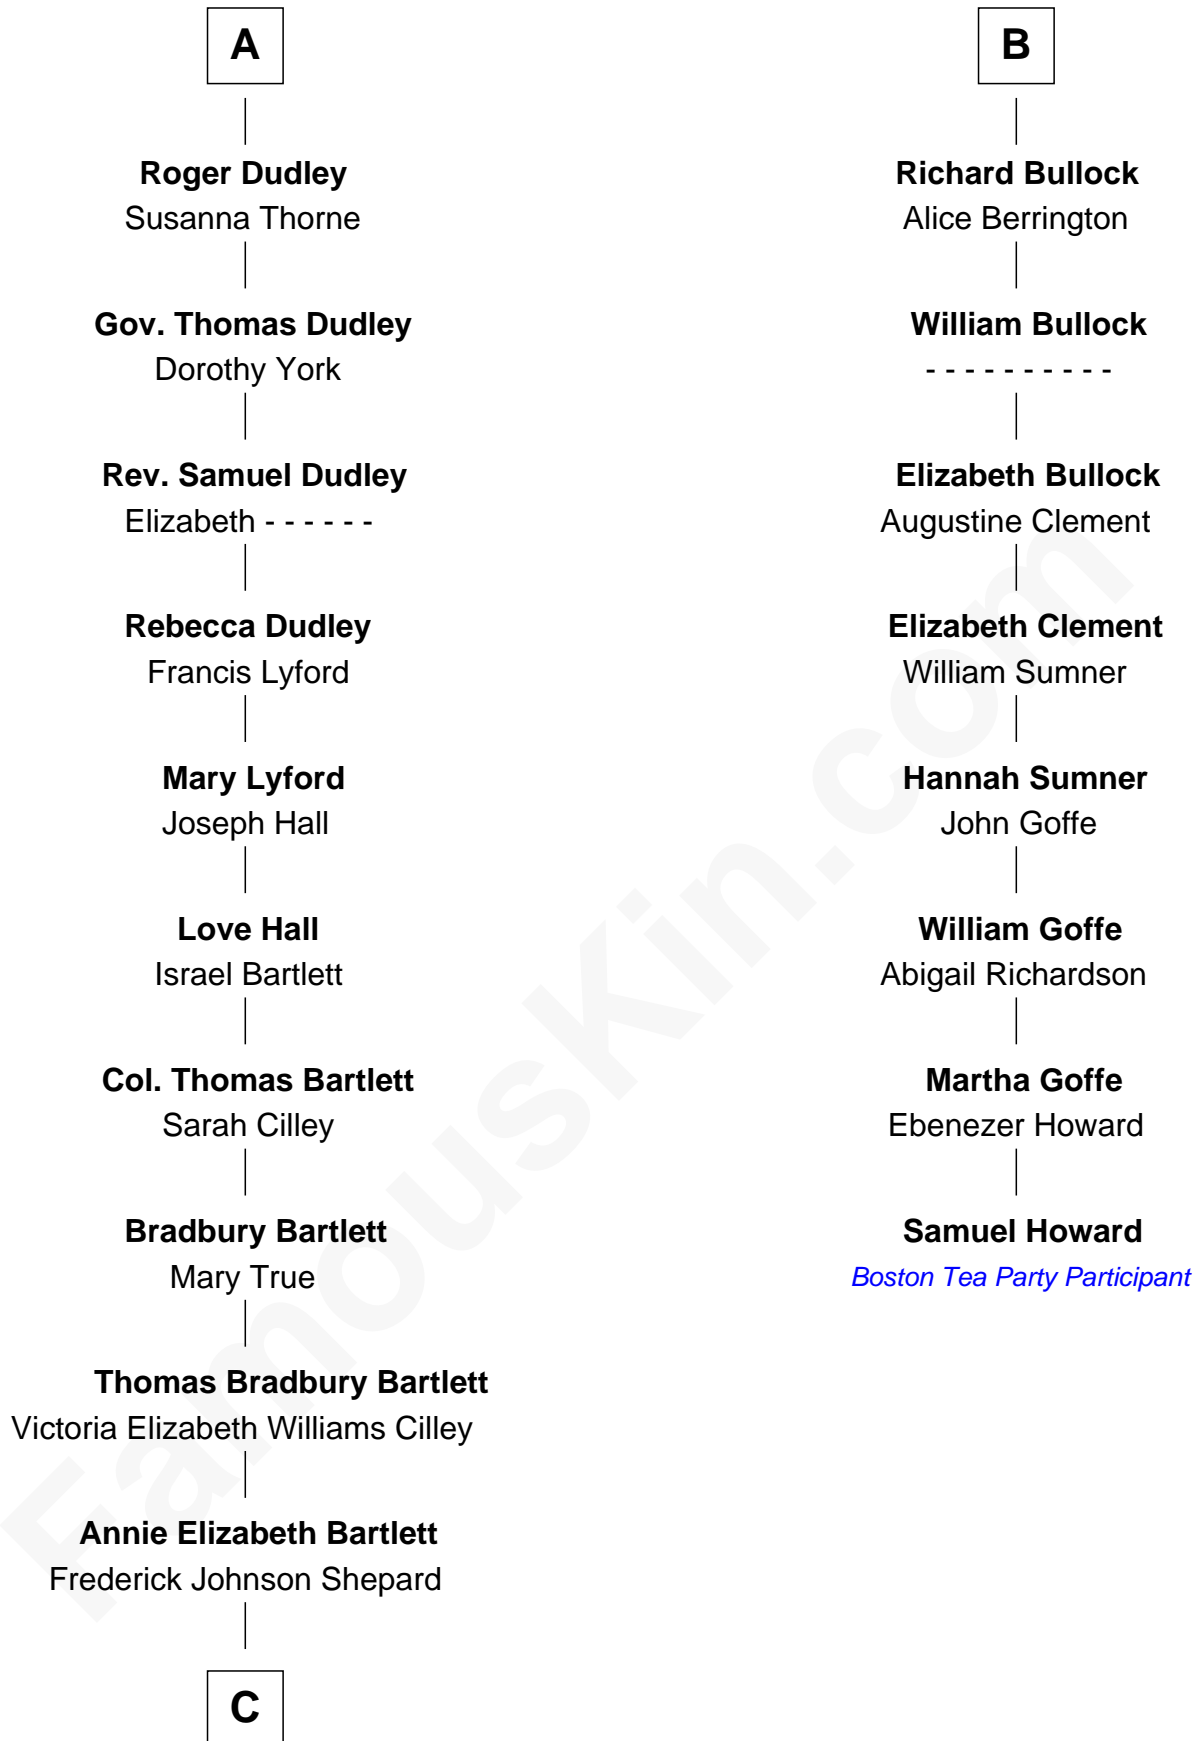 A
Roger Dudley
Susanna Thorne
Gov. Thomas Dudley
Dorothy York
Rev. Samuel Dudley
Elizabeth - - - - - -
Rebecca Dudley
Francis Lyford
Mary Lyford
Joseph Hall
Love Hall
Israel Bartlett
Col. Thomas Bartlett
Sarah Cilley
Bradbury Bartlett
Mary True
Thomas Bradbury Bartlett
Victoria Elizabeth Williams Cilley
Annie Elizabeth Bartlett
Frederick Johnson Shepard
C
B
Richard Bullock
Alice Berrington
William Bullock
- - - - - - - - - -
Elizabeth Bullock
Augustine Clement
Elizabeth Clement
William Sumner
Hannah Sumner
John Goffe
William Goffe
Abigail Richardson
Martha Goffe
Ebenezer Howard
Samuel Howard
Boston Tea Party Participant
FamousKin.com